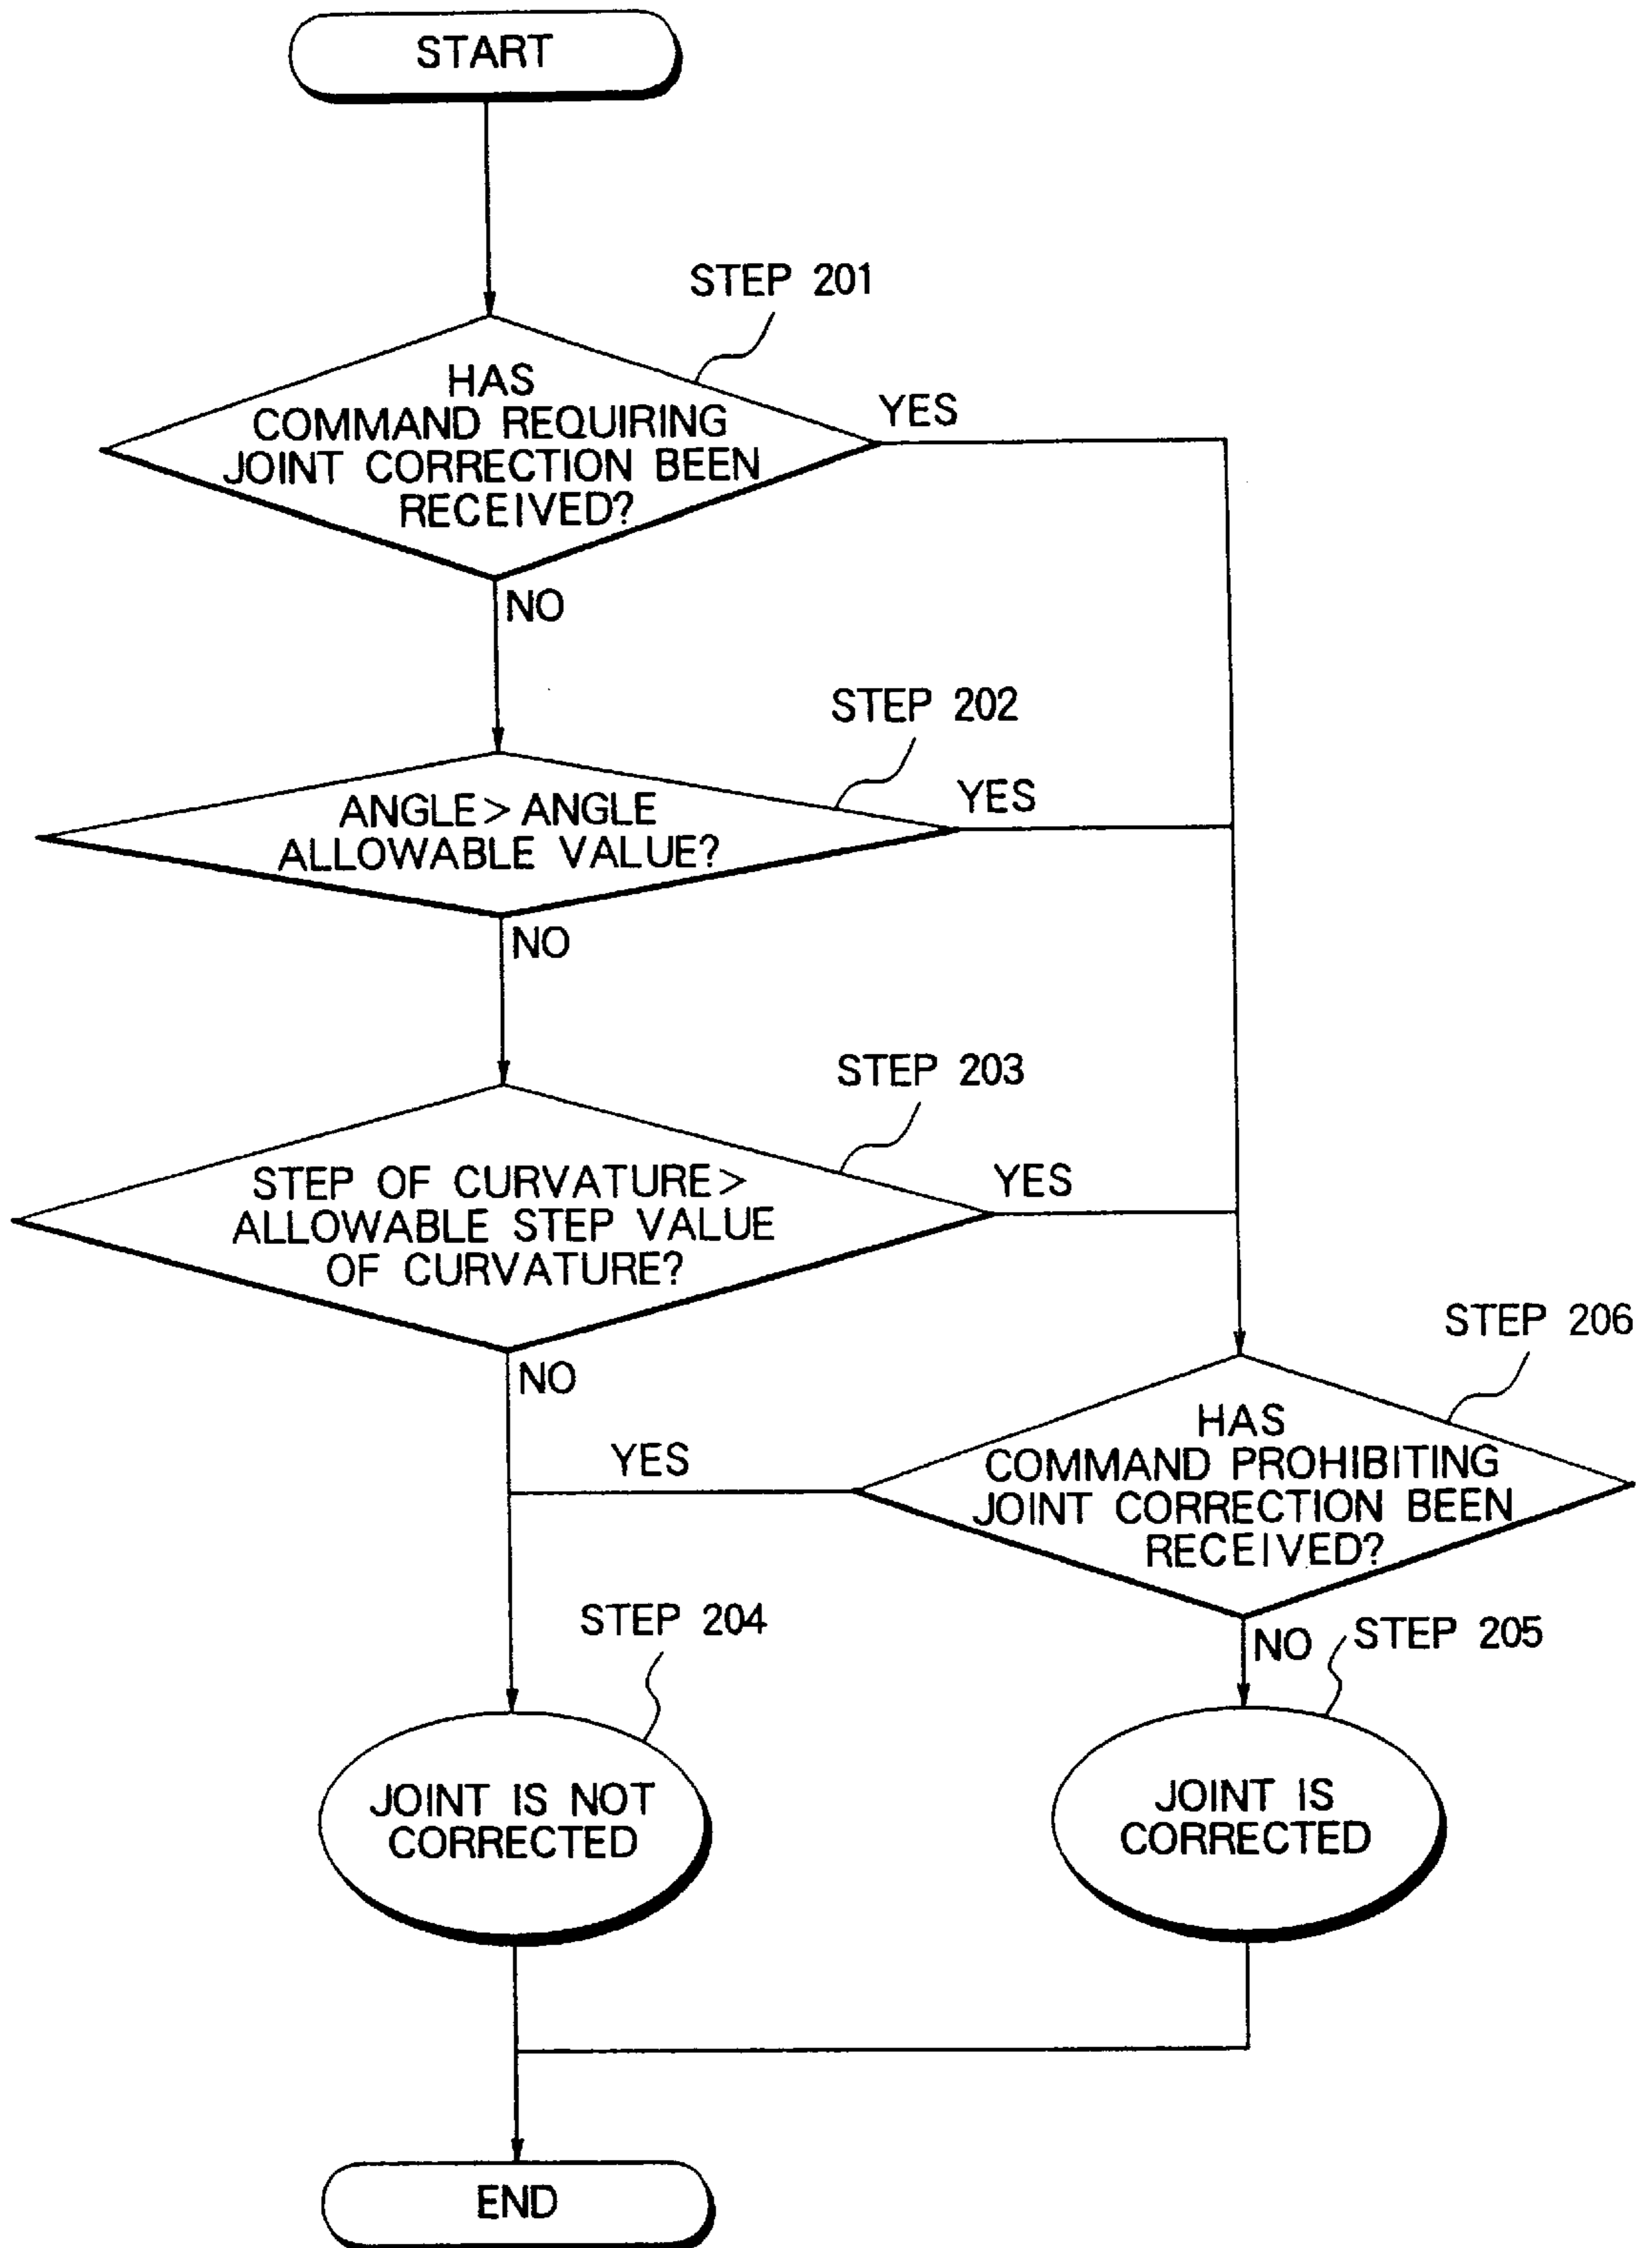 START
STEP 201
HAS
COMMAND REQUIRING
JOINT CORRECTION BEEN
RECEIVED?
YES
NO
STEP 202
ANGLE > ANGLE
ALLOWABLE VALUE?
YES
NO
STEP 203
STEP OF CURVATURE >
ALLOWABLE STEP VALUE
OF CURVATURE?
YES
NO
STEP 206
HAS
COMMAND PROHIBITING
JOINT CORRECTION BEEN
RECEIVED?
YES
NO
STEP 204
STEP 205
JOINT IS NOT
CORRECTED
JOINT IS
CORRECTED
END